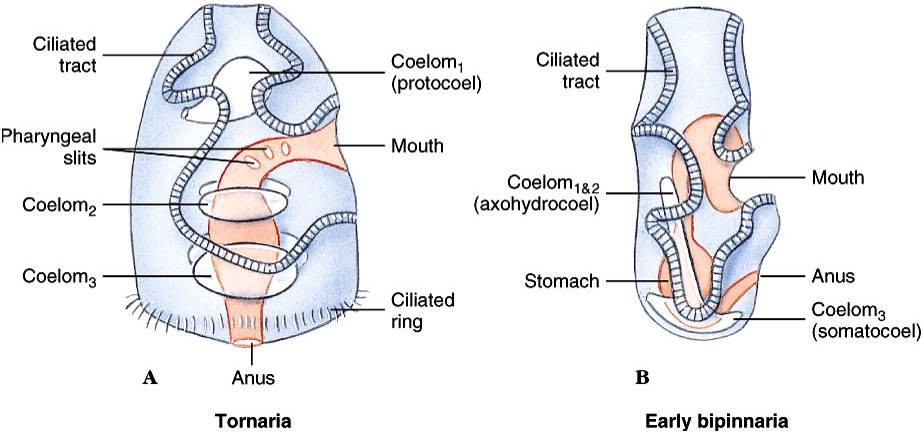 Ciliated
tract
Coelom1
(protocoel)
Pharyngeal
slits
Mouth
Coelom2
Coelom3
Ciliated
ring
Anus
A
Tornaria
Ciliated
tract
Coelom1&2
(axohydrocoel)
Mouth
Stomach
Anus
Coelom3
(somatocoel)
B
Early bipinnaria